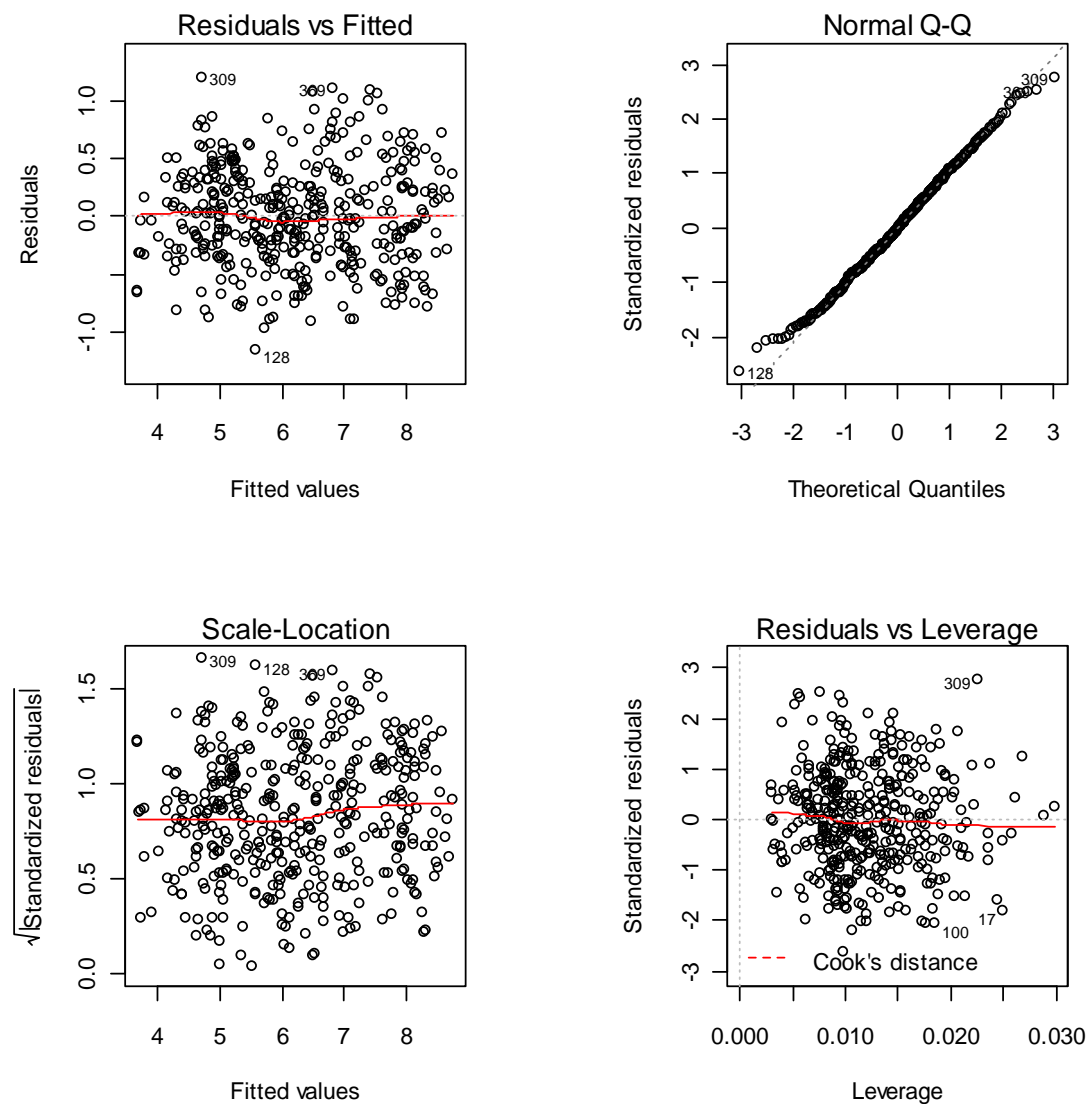 Residuals vs Fitted
Residuals
1.0
0.5
0.0
-1.0
309
369
128
4 5 6 7 8
Fitted values
Normal Q-Q
Standardized residuals
3
2
1
0
-1
-2
309
128
-3 -2 -1 0 1 2 3
Theoretical Quantiles
Scale-Location
√|Standardized residuals|
1.5
1.0
0.5
0.0
309
128
369
4 5 6 7 8
Fitted values
Residuals vs Leverage
Standardized residuals
3
2
1
0
-1
-2
-3
309
17
100
Cook's distance
0.000 0.010 0.020 0.030
Leverage